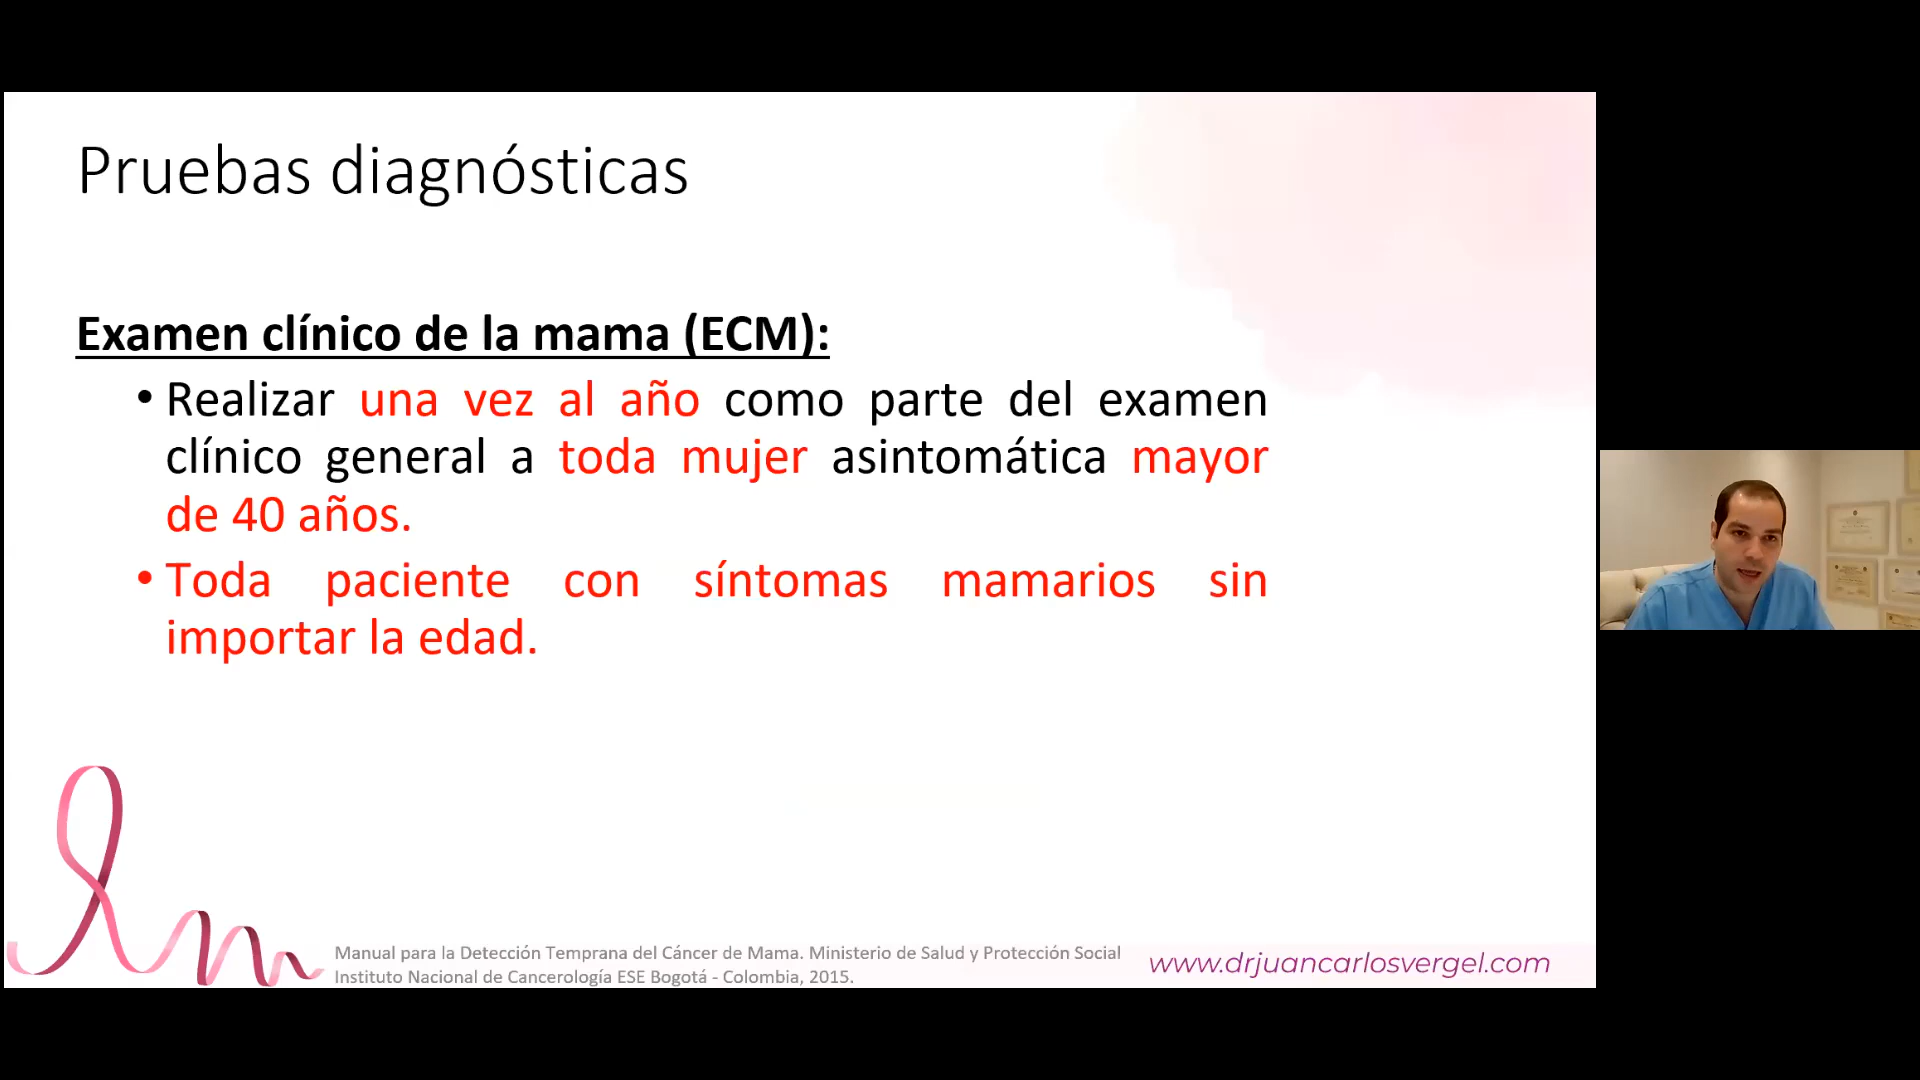 Pruebas diagnósticas
Examen clínico de la mama (ECM):
• Realizar una vez al año como parte del examen
clínico general a toda mujer asintomática mayor
de 40 años.
• Toda paciente con síntomas mamarios sin
importar la edad.
Manual para la Detección Temprana del Cáncer de Mama. Ministerio de Salud y Protección Social
Instituto Nacional de Cancerología ESE Bogotá - Colombia, 2015.
www.drjuancarlosvergel.com